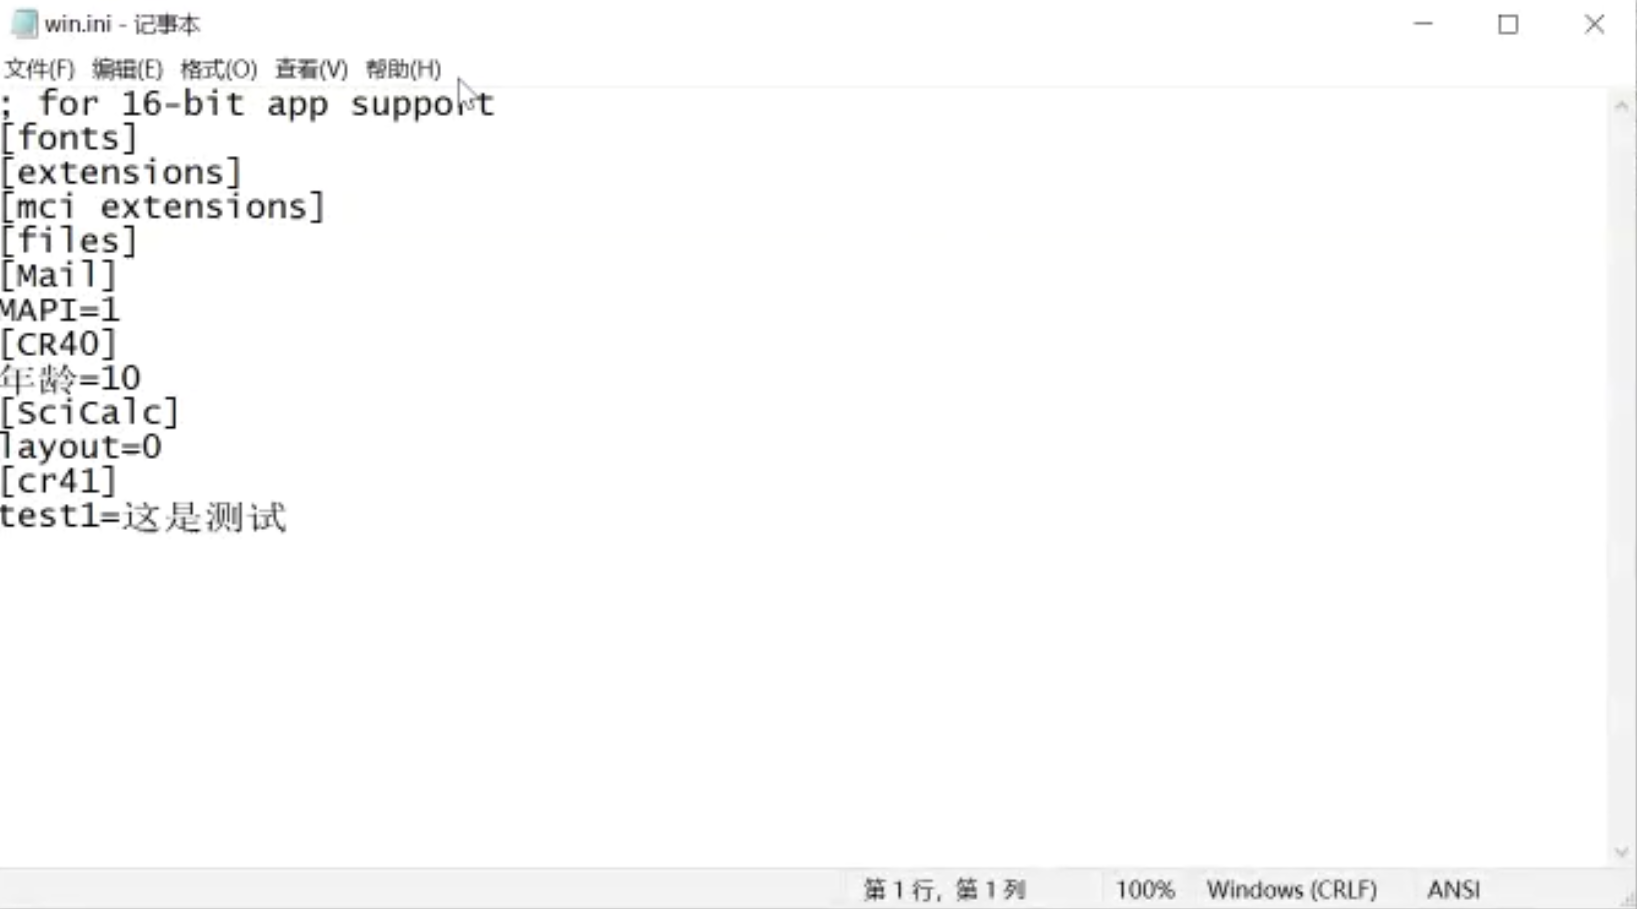 win.ini - 记事本
文件(F) 编辑(E) 格式(O) 查看(V) 帮助(H)
; for 16-bit app support
[fonts]
[extensions]
[mci extensions]
[files]
[Mail]
MAPI=1
[CR40]
年龄=10
[SciCalc]
layout=0
[cr41]
test1=这是测试
第 1 行, 第 1 列 100% Windows (CRLF) ANSI